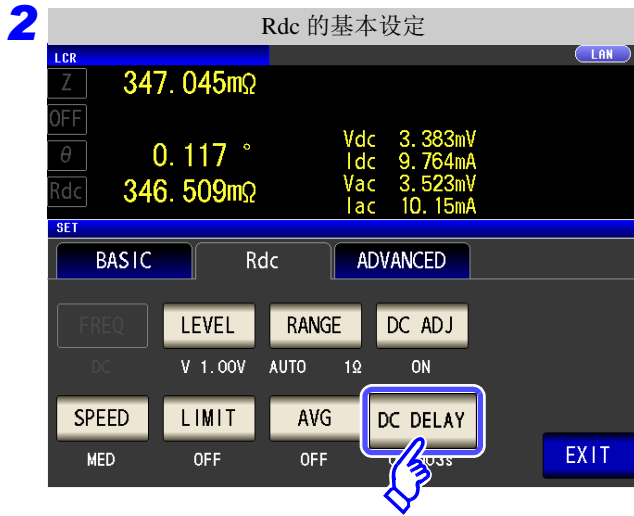 2
Rdc 的基本设定
LCR
LAN
Z 347.045mΩ
OFF
θ 0.117 °
Rdc 346.509mΩ
Vdc 3.383mV
Idc 9.764mA
Vac 3.523mV
Iac 10.15mA
SET
BASIC Rdc ADVANCED
FREQ LEVEL RANGE DC ADJ
DC V 1.00V AUTO 1Ω ON
SPEED LIMIT AVG DC DELAY
MED OFF OFF
EXIT